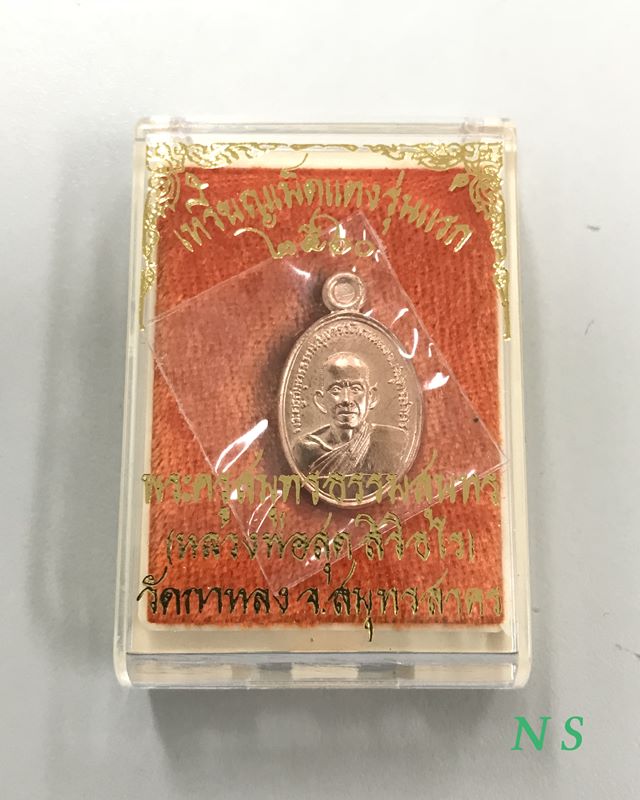 เหรียญเม็ดแตงรุ่นแรก
๒๕๖๐
พระครูสมุทรธรรมสุนทร
(หลวงพ่อสุด สิริธโร)
วัดกาหลง จ.สมุทรสาคร
N S